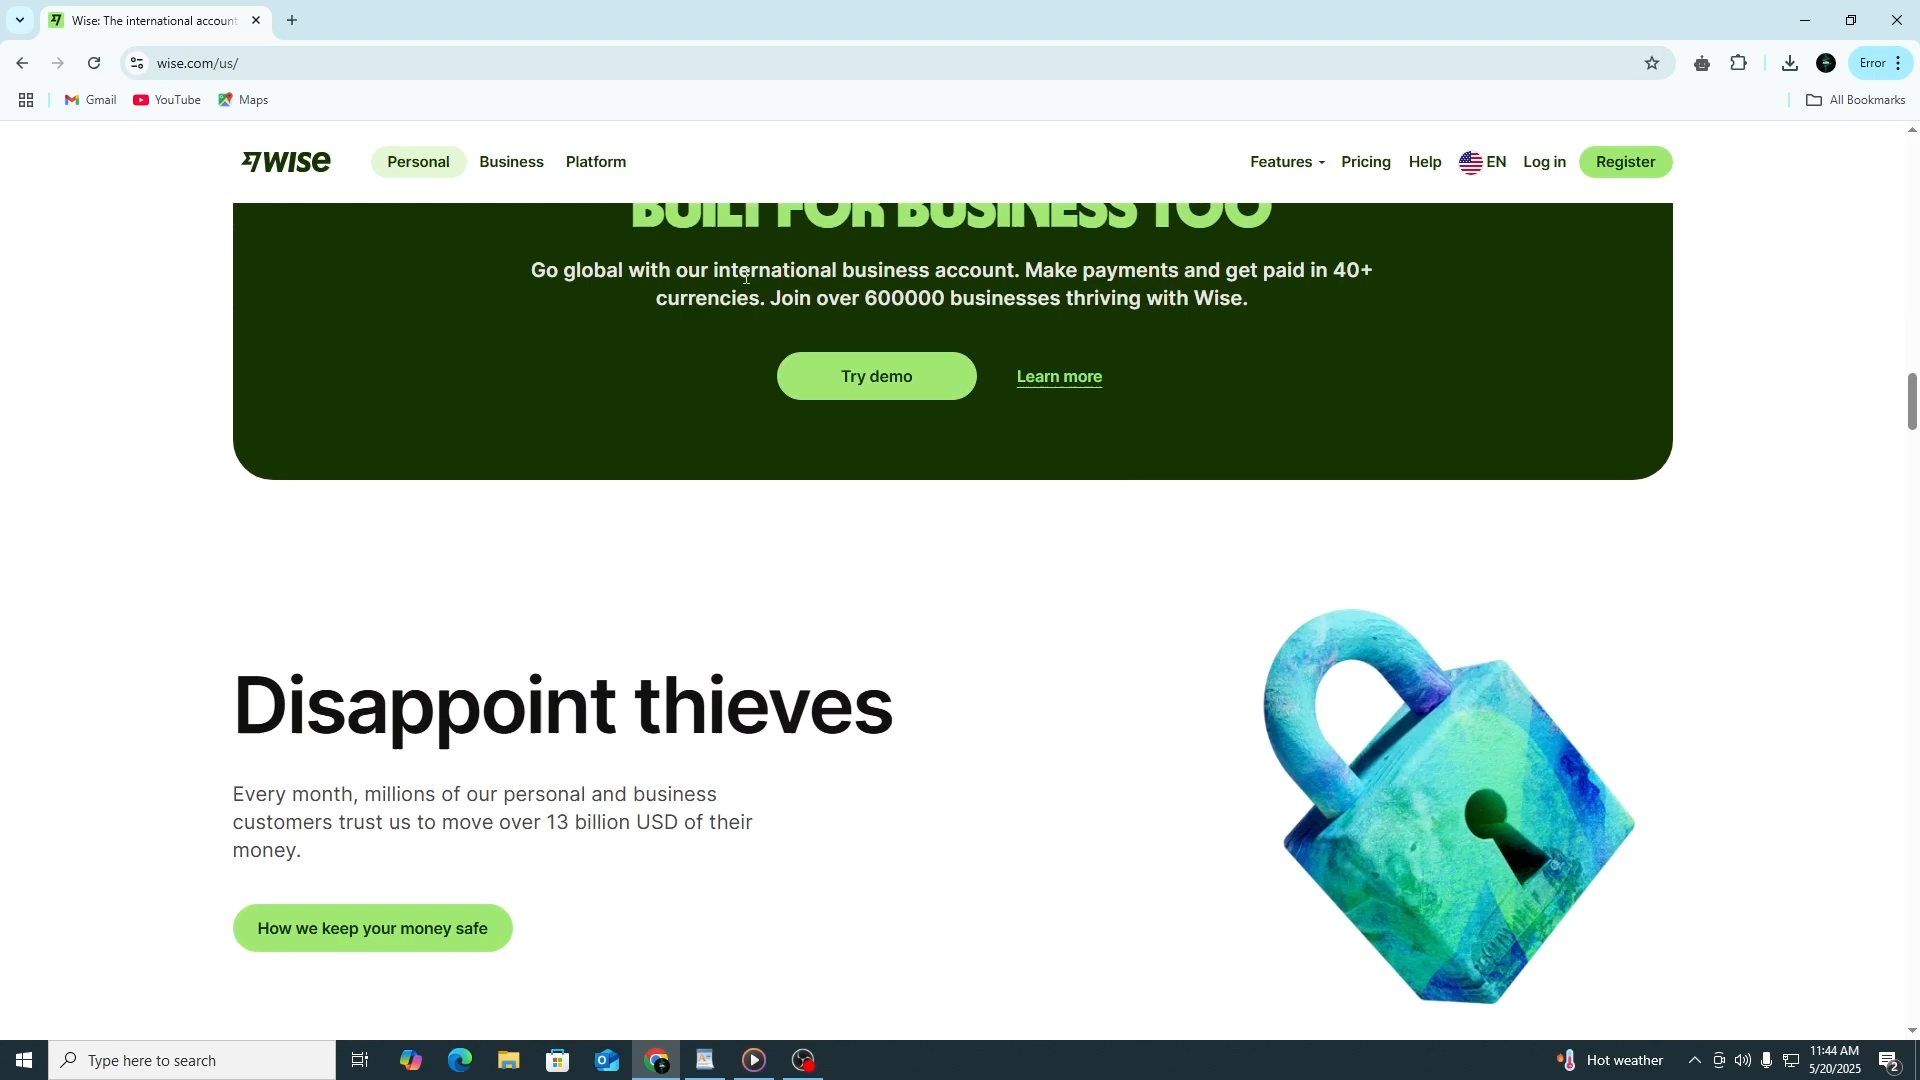 Wise: The international account
wise.com/us/
Error
Gmail
YouTube
Maps
All Bookmarks
WISE
Personal
Business
Platform
Features
Pricing
Help
EN
Log in
Register
BUILT FOR BUSINESS TOO
Go global with our international business account. Make payments and get paid in 40+
currencies. Join over 600000 businesses thriving with Wise.
Try demo
Learn more
Disappoint thieves
Every month, millions of our personal and business
customers trust us to move over 13 billion USD of their
money.
How we keep your money safe
Type here to search
Hot weather
11:44 AM
5/20/2025
2